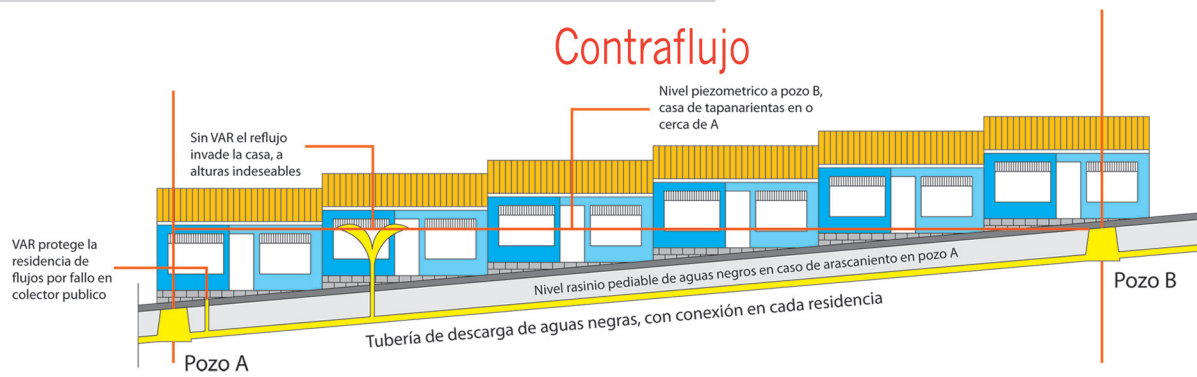 Contraflujo
Nivel piezometrico a pozo B,
casa de tapanarientas en o
cerca de A
Sin VAR el reflujo
invade la casa, a
alturas indeseables
VAR protege la
residencia de
flujos por fallo en
colector publico
Nivel rasinio pediable de aguas negros en caso de arascaniento en pozo A
Tubería de descarga de aguas negras, con conexión en cada residencia
Pozo B
Pozo A